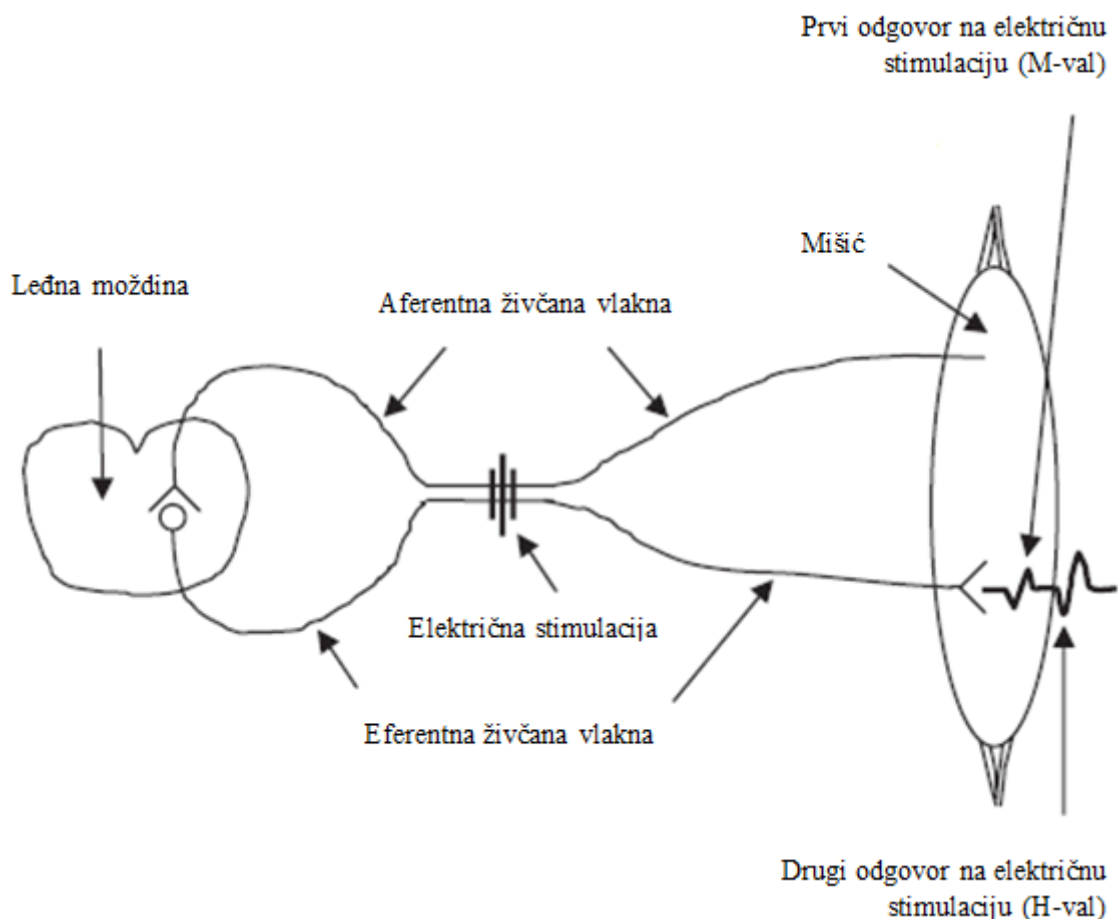 Prvi odgovor na električnu
stimulaciju (M-val)
Mišić
Leđna moždina
Aferentna živčana vlakna
Električna stimulacija
Eferentna živčana vlakna
Drugi odgovor na električnu
stimulaciju (H-val)